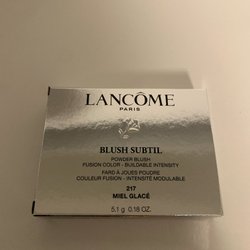 LANCÔME
PARIS
BLUSH SUBTIL
POWDER BLUSH
FUSION COLOR - BUILDABLE INTENSITY
FARD À JOUES POUDRE
COULEUR FUSION - INTENSITÉ MODULABLE
217
MIEL GLACÉ
5,1 g 0.18 OZ.